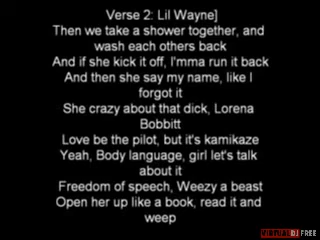 Verse 2: Lil Wayne]
Then we take a shower together, and
wash each others back
And if she kick it off, I'mma run it back
And then she say my name, like I
forgot it
She crazy about that dick, Lorena
Bobbitt
Love be the pilot, but it's kamikaze
Yeah, Body language, girl let's talk
about it
Freedom of speech, Weezy a beast
Open her up like a book, read it and
weep
VIRTUAL DJ FREE